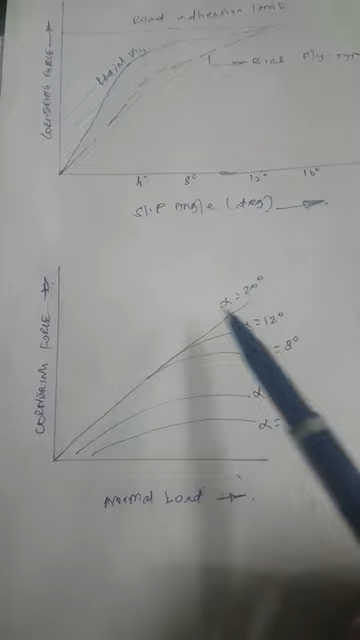 Road adhesion limit
Radial Ply
Bias Ply type
CORNERING FORCE
4° 8° 12° 16°
Slip Angle (deg)
α = 20°
= 12°
= 8°
α =
α =
CORNERING FORCE
Normal Load